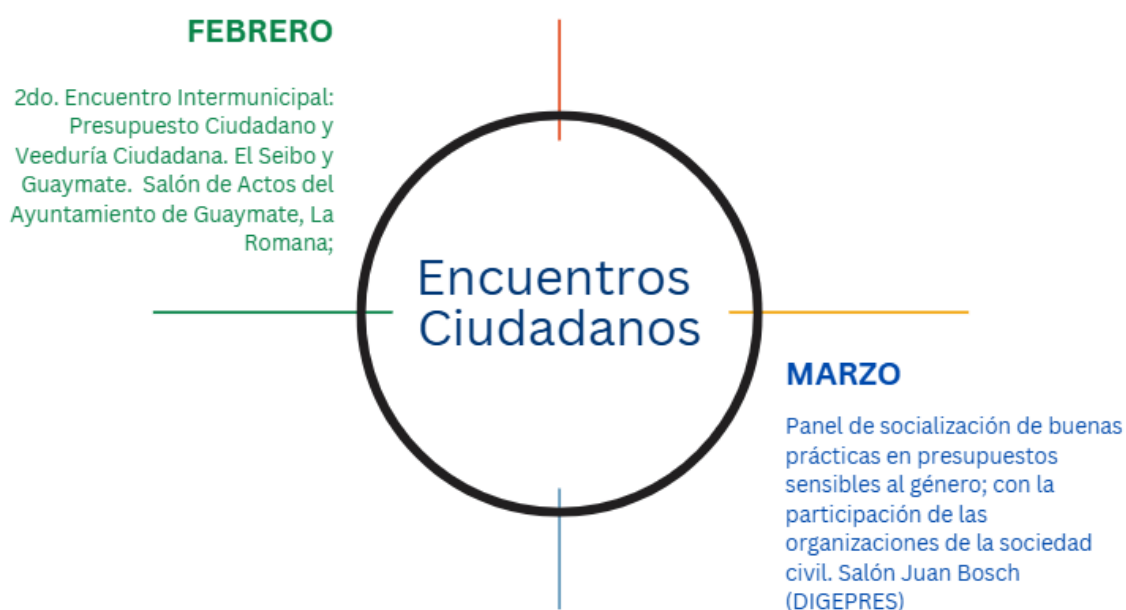 FEBRERO
2do. Encuentro Intermunicipal:
Presupuesto Ciudadano y
Veeduría Ciudadana. El Seibo y
Guaymate. Salón de Actos del
Ayuntamiento de Guaymate, La
Romana;
Encuentros
Ciudadanos
MARZO
Panel de socialización de buenas
prácticas en presupuestos
sensibles al género; con la
participación de las
organizaciones de la sociedad
civil. Salón Juan Bosch
(DIGEPRES)